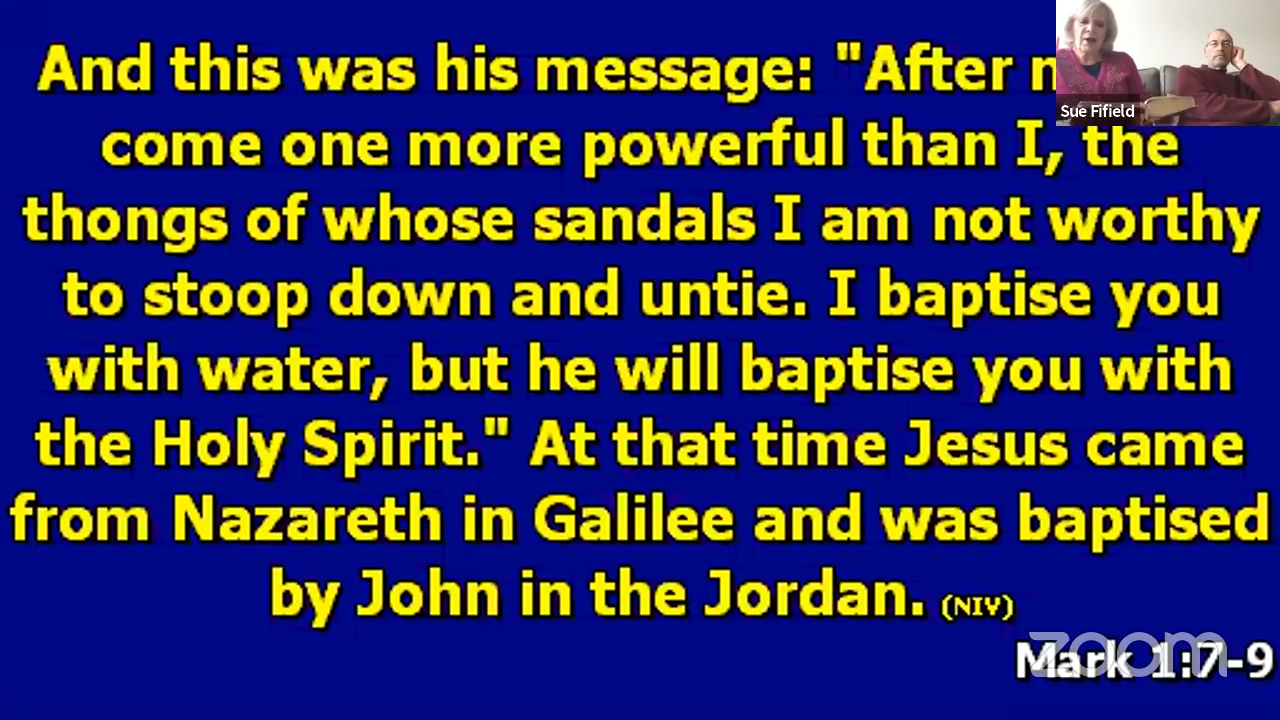 And this was his message: "After
Sue Fifield
come one more powerful than I, the
thongs of whose sandals I am not worthy
to stoop down and untie. I baptise you
with water, but he will baptise you with
the Holy Spirit." At that time Jesus came
from Nazareth in Galilee and was baptised
by John in the Jordan. (NIV)
zoom
Mark 1:7-9